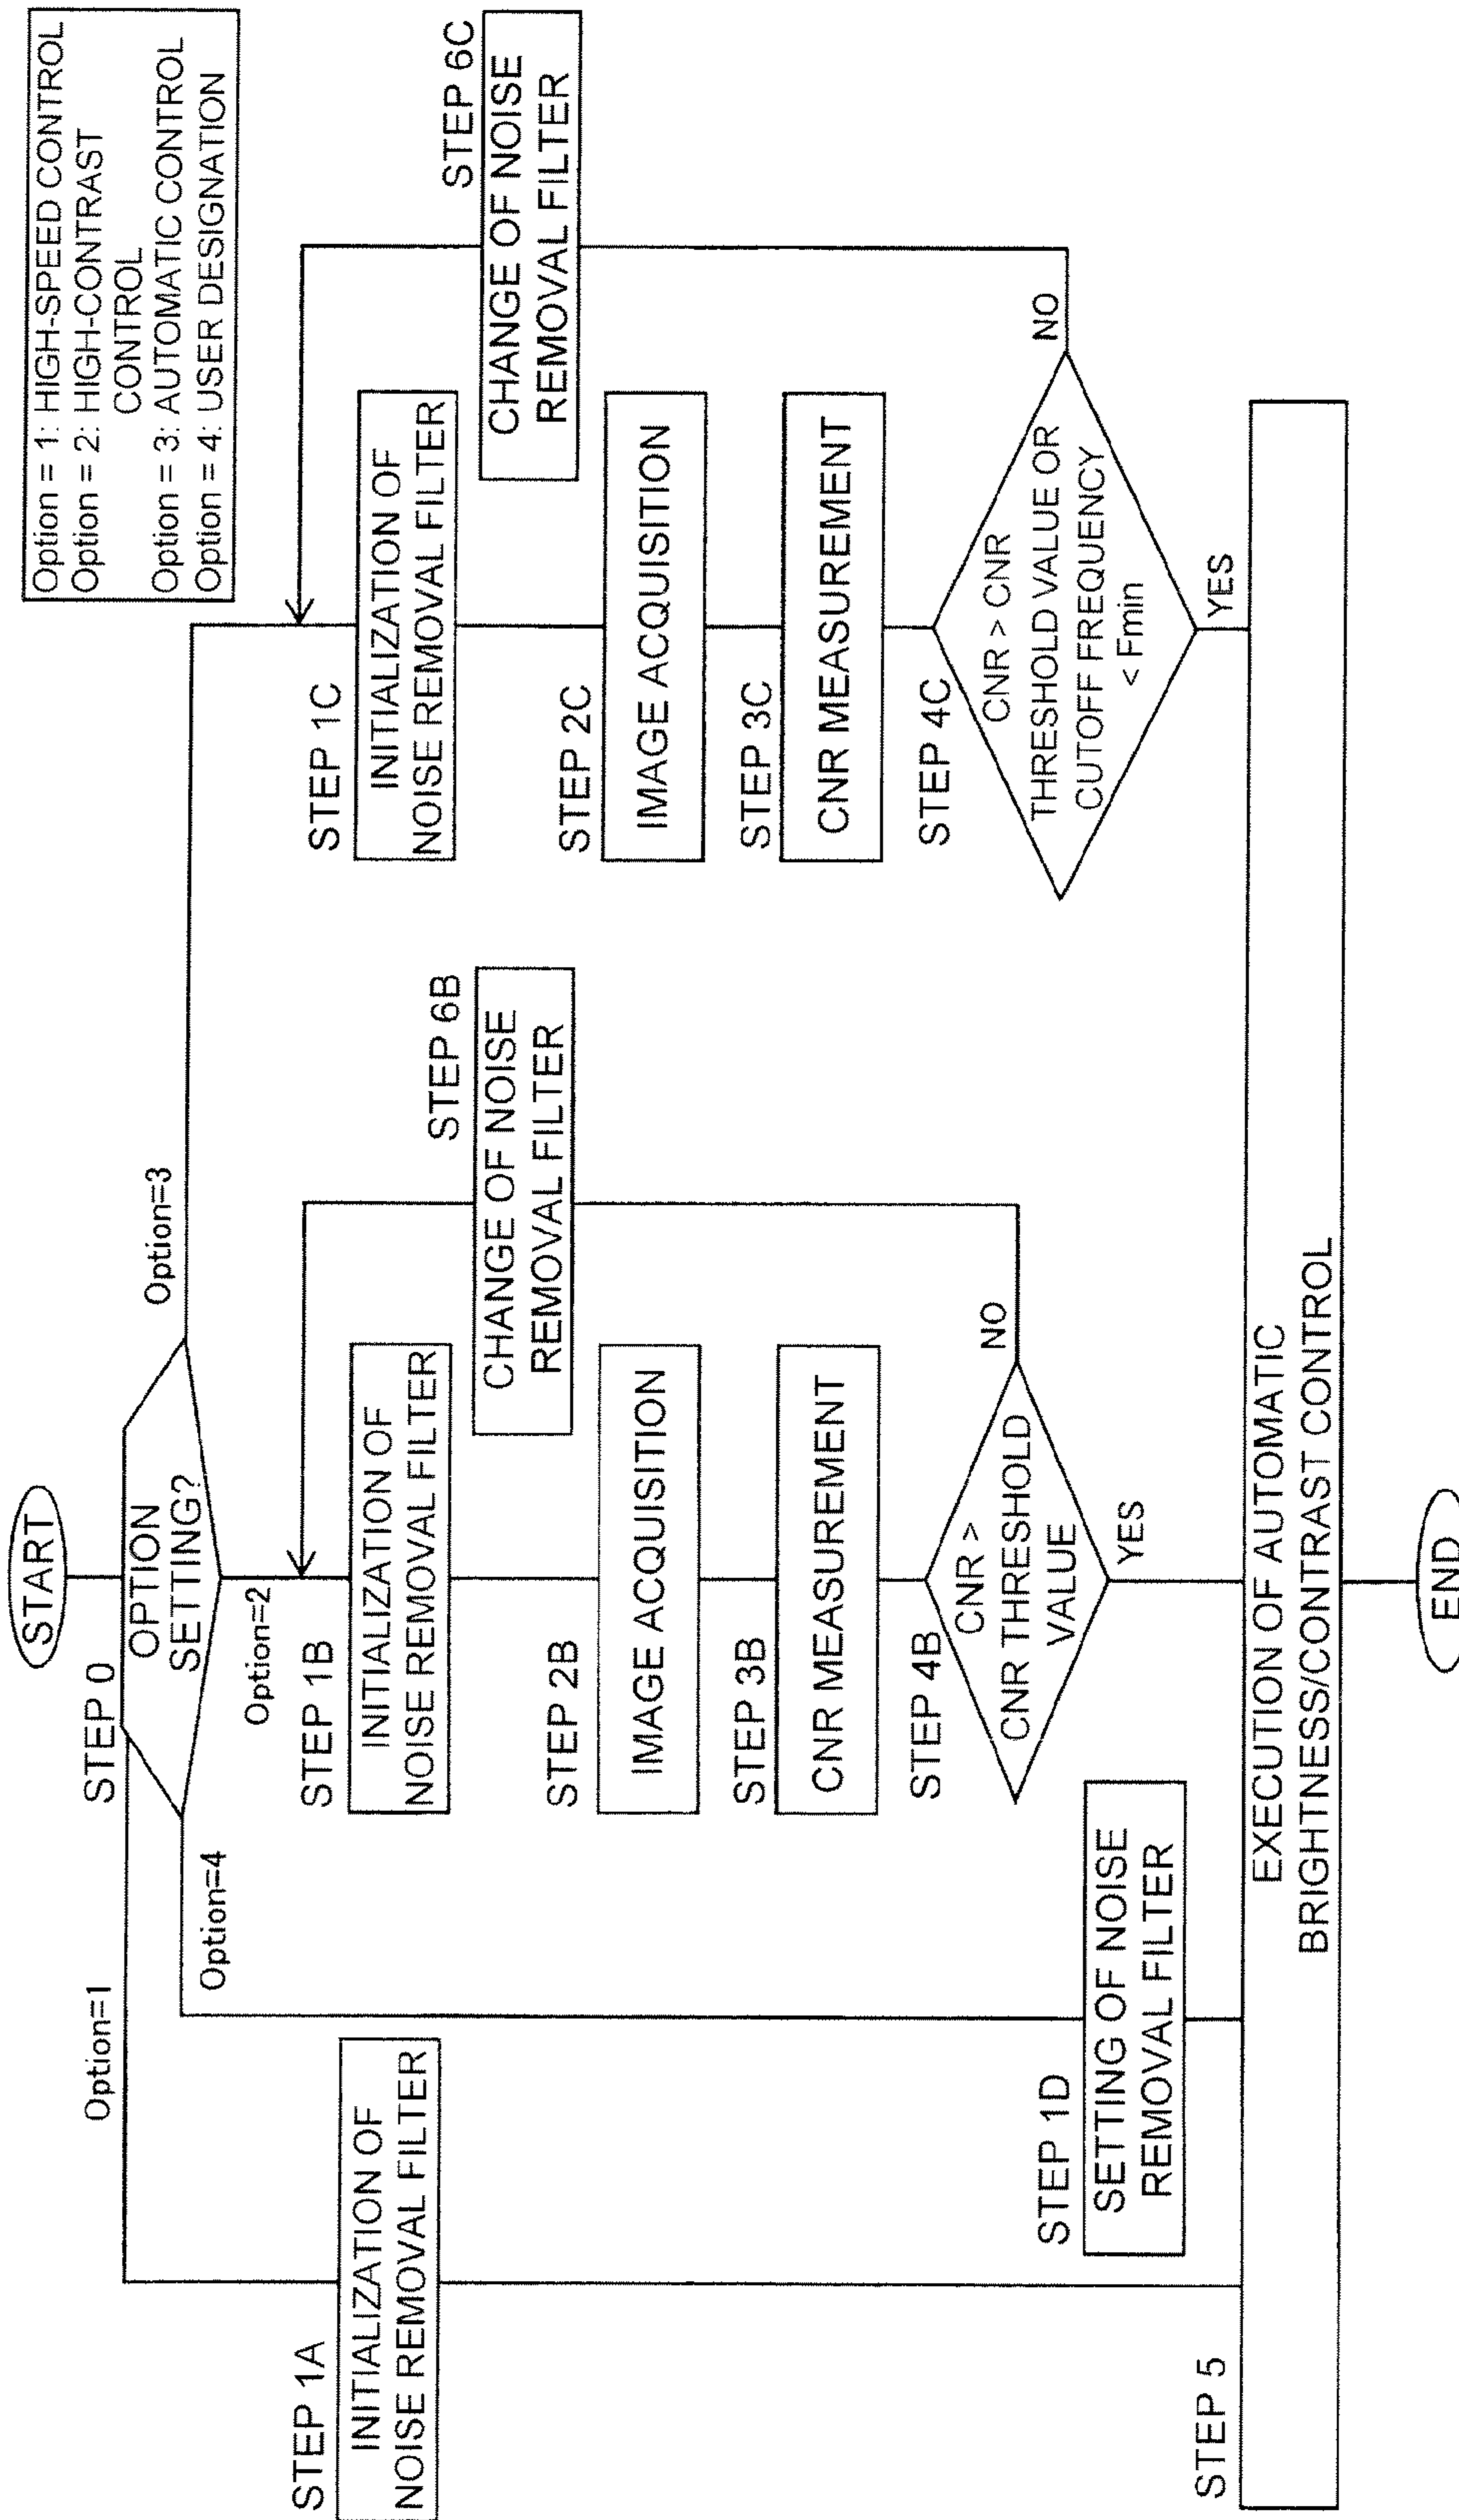 START
STEP 0
OPTION
SETTING?
Option = 1: HIGH-SPEED CONTROL
Option = 2: HIGH-CONTRAST
CONTROL
Option = 3: AUTOMATIC CONTROL
Option = 4: USER DESIGNATION
Option=1
STEP 1A
INITIALIZATION OF
NOISE REMOVAL FILTER
Option=4
STEP 1D
SETTING OF NOISE
REMOVAL FILTER
Option=2
STEP 1B
INITIALIZATION OF
NOISE REMOVAL FILTER
STEP 2B
IMAGE ACQUISITION
STEP 3B
CNR MEASUREMENT
STEP 4B
CNR >
CNR THRESHOLD
VALUE
NO
YES
STEP 6B
CHANGE OF NOISE
REMOVAL FILTER
Option=3
STEP 1C
INITIALIZATION OF
NOISE REMOVAL FILTER
STEP 2C
IMAGE ACQUISITION
STEP 3C
CNR MEASUREMENT
STEP 4C
CNR > CNR
THRESHOLD VALUE OR
CUTOFF FREQUENCY
< Fmin
NO
YES
STEP 6C
CHANGE OF NOISE
REMOVAL FILTER
STEP 5
EXECUTION OF AUTOMATIC
BRIGHTNESS/CONTRAST CONTROL
END